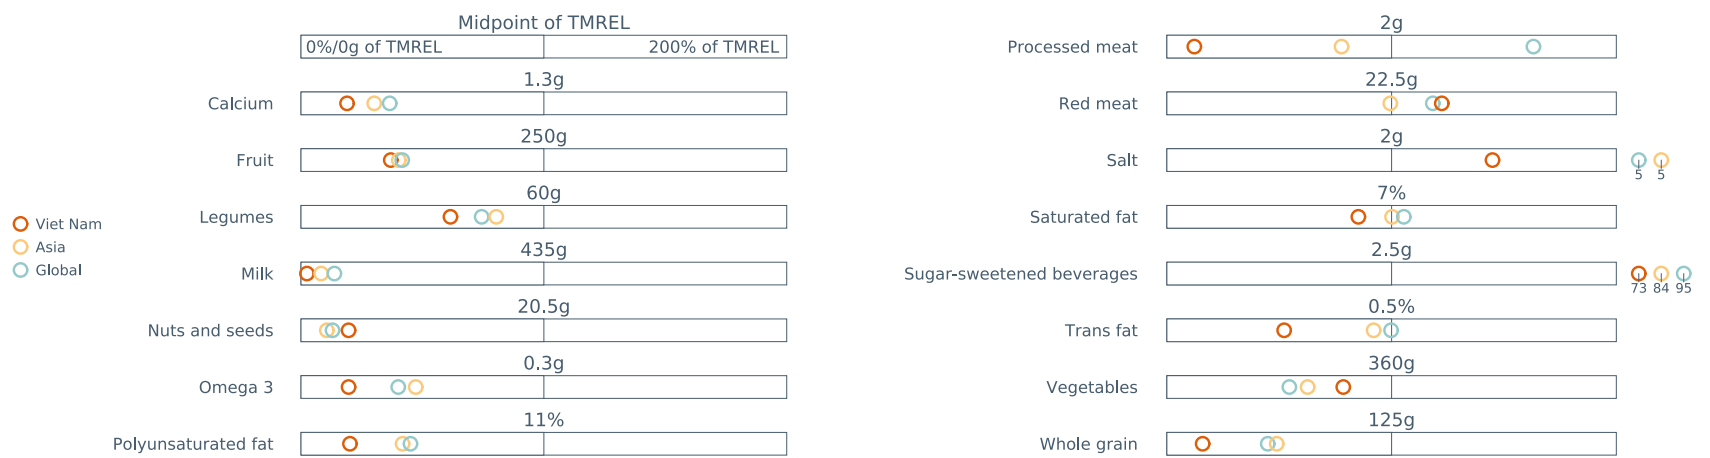 Midpoint of TMREL
0%/0g of TMREL 200% of TMREL
1.3g
Calcium
250g
Fruit
60g
Legumes
435g
Milk
20.5g
Nuts and seeds
0.3g
Omega 3
11%
Polyunsaturated fat
Viet Nam
Asia
Global
2g
Processed meat
22.5g
Red meat
2g
Salt
5 5
7%
Saturated fat
2.5g
Sugar-sweetened beverages
73 84 95
0.5%
Trans fat
360g
Vegetables
125g
Whole grain